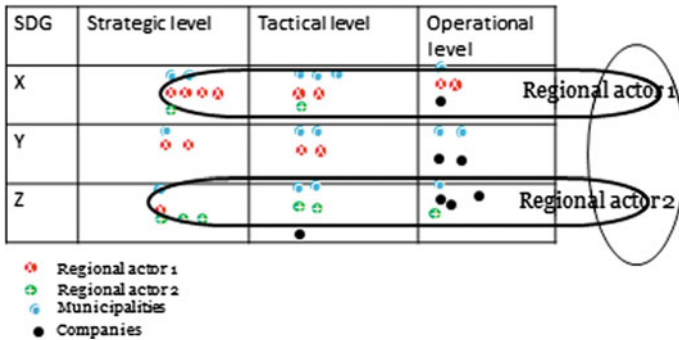 SDG Strategic level Tactical level Operational level
X Regional actor 1
Y
Z Regional actor 2
Regional actor 1
Regional actor 2
Municipalities
Companies